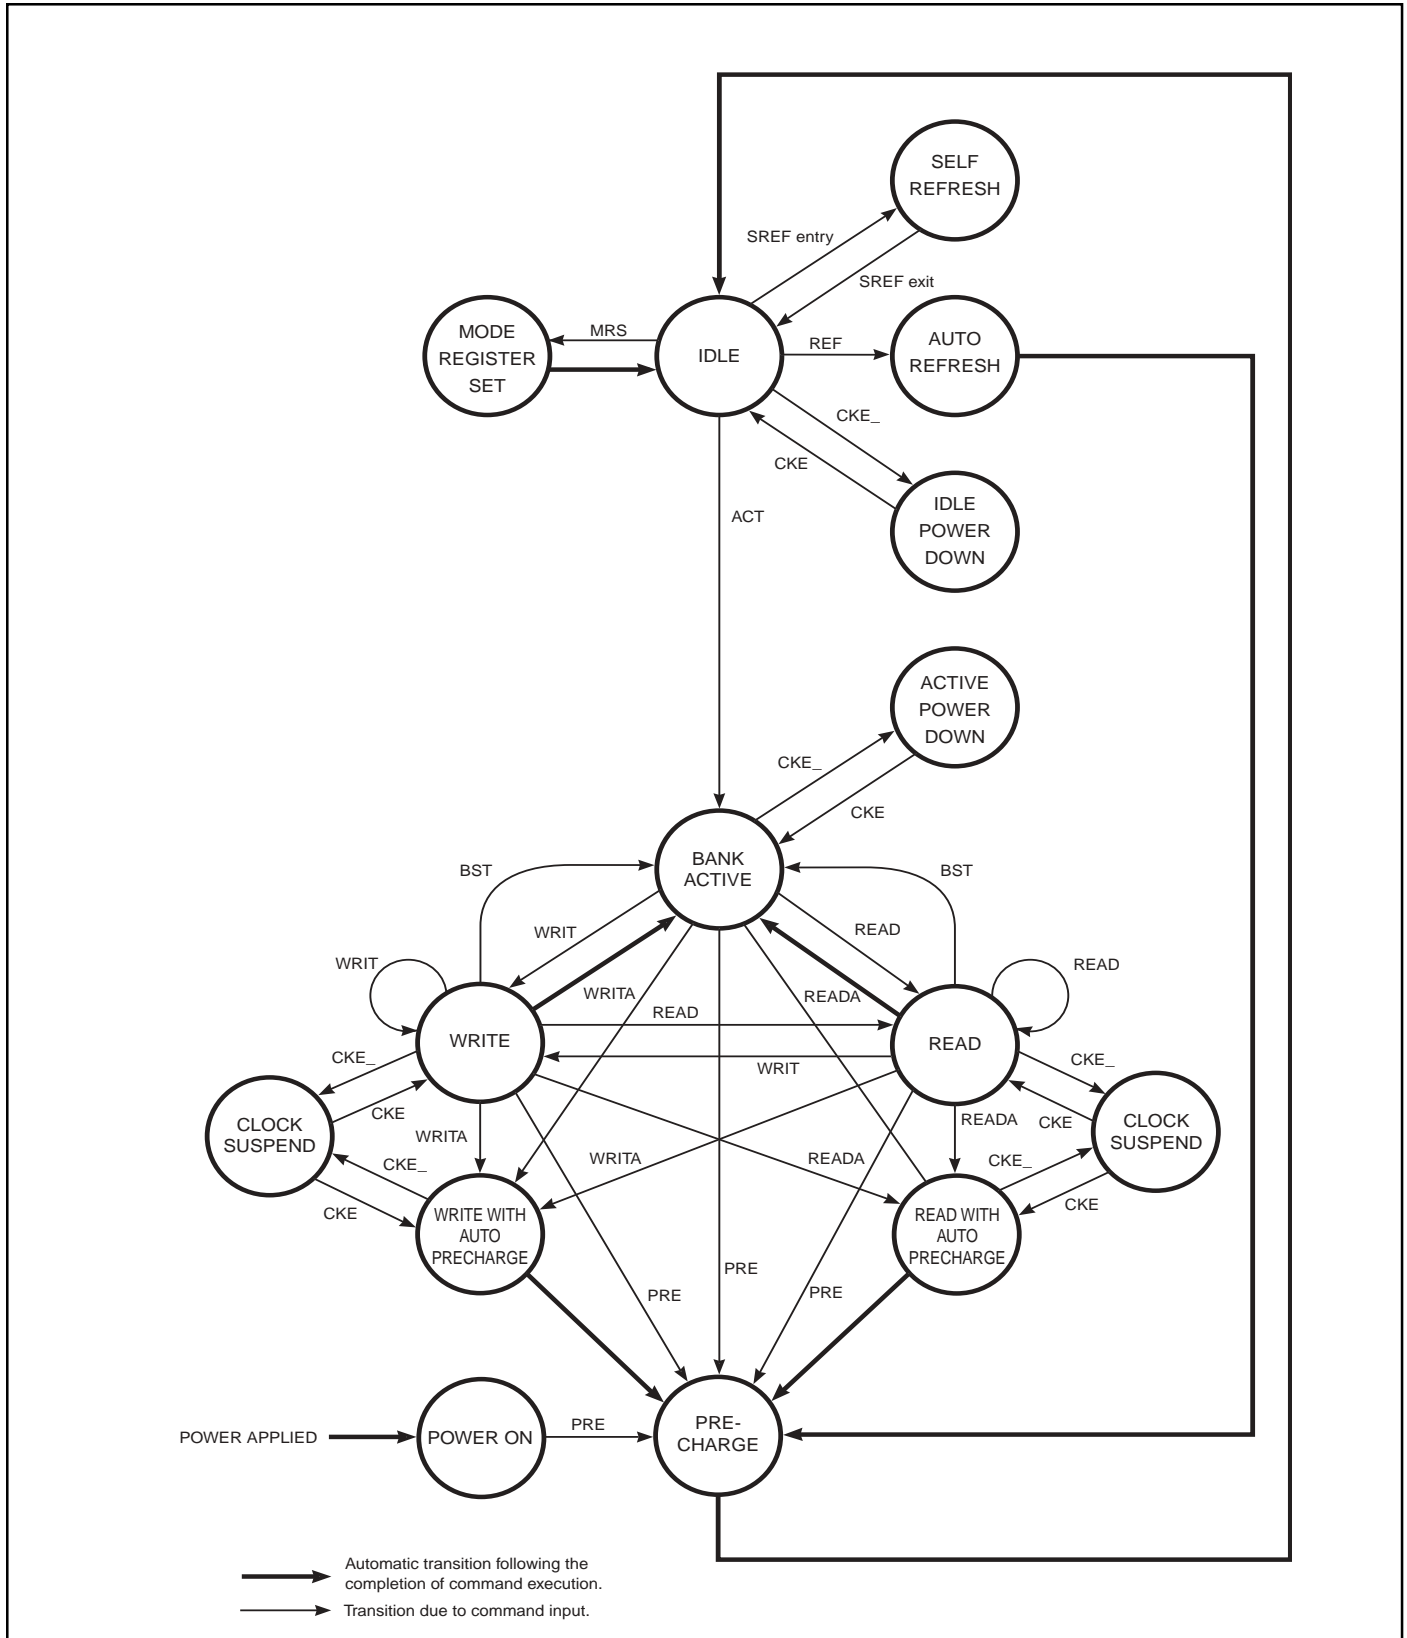 SELF
REFRESH
SREF entry
SREF exit
MODE
REGISTER
SET
MRS
IDLE
REF
AUTO
REFRESH
CKE_
CKE
IDLE
POWER
DOWN
ACT
ACTIVE
POWER
DOWN
CKE_
CKE
BANK
ACTIVE
BST
BST
WRIT
READ
WRIT
READ
WRITA
READA
READ
WRITE
READ
WRIT
CKE_
CKE_
CKE
CKE
CLOCK
SUSPEND
CLOCK
SUSPEND
WRITA
READA
CKE_
WRITA
READA
CKE_
CKE
CKE
WRITE WITH
AUTO
PRECHARGE
READ WITH
AUTO
PRECHARGE
PRE
PRE
PRE
POWER APPLIED
POWER ON
PRE
PRE-
CHARGE
Automatic transition following the
completion of command execution.
Transition due to command input.